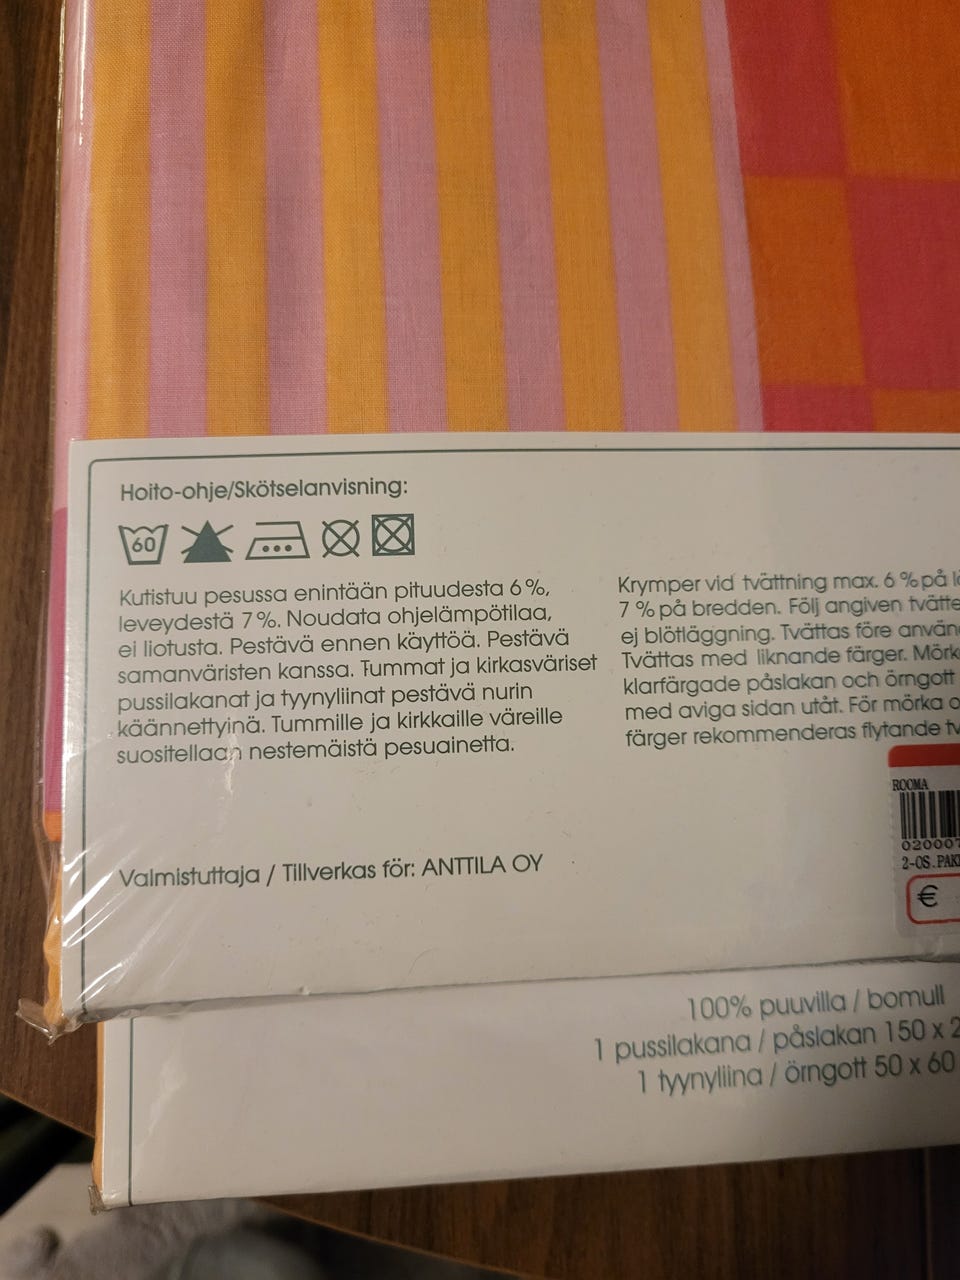 Hoito-ohje/Skötselanvisning:
60
Kutistuu pesussa enintään pituudesta 6 %,
leveydestä 7 %. Noudata ohjelämpötilaa,
ei liotusta. Pestävä ennen käyttöä. Pestävä
samanväristen kanssa. Tummat ja kirkasväriset
pussilakanat ja tyynyliinat pestävä nurin
käännettyinä. Tummille ja kirkkaille väreille
suositellaan nestemäistä pesuainetta.
Krymper vid tvättning max. 6 % på
7 % på bredden. Följ angiven
ej blötläggning. Tvättas före
Tvättas med liknande färger.
klarfärgade påslakan och örngott
med aviga sidan utåt. För mörka
färger rekommenderas flytande
ROOMA
020007
2-OS.
€
Valmistuttaja / Tillverkas för: ANTTILA OY
100% puuvilla / bomull
1 pussilakana / påslakan 150 x
1 tyynyliina / örngott 50 x 60